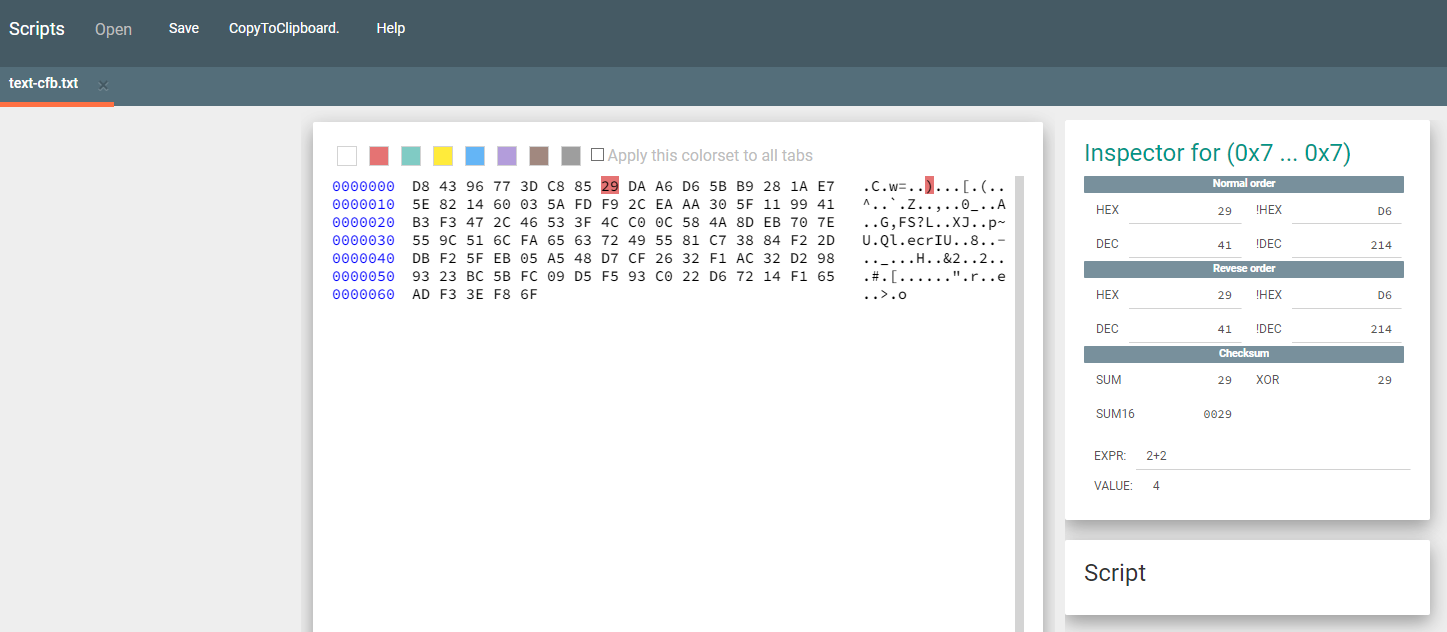 Scripts Open Save CopyToClipboard. Help
text-cfb.txt ×
Apply this colorset to all tabs
0000000 D8 43 96 77 3D C8 85 29 DA A6 D6 5B B9 28 1A E7 .C.w=..)...[.(..
0000010 5E 82 14 60 03 5A FD F9 2C EA AA 30 5F 11 99 41 ^..`.Z..,..0_..A
0000020 B3 F3 47 2C 46 53 3F 4C C0 0C 58 4A 8D EB 70 7E ..G,FS?L..XJ..p~
0000030 55 9C 51 6C FA 65 63 72 49 55 81 C7 38 84 F2 2D U.Ql.ecrIU..8..-
0000040 DB F2 5F EB 05 A5 48 D7 CF 26 32 F1 AC 32 D2 98 .._...H..&2..2..
0000050 93 23 BC 5B FC 09 D5 F5 93 C0 22 D6 72 14 F1 65 .#.[......".r..e
0000060 AD F3 3E F8 6F ..>.o
Inspector for (0x7 ... 0x7)
Normal order
HEX 29 !HEX D6
DEC 41 !DEC 214
Revese order
HEX 29 !HEX D6
DEC 41 !DEC 214
Checksum
SUM 29 XOR 29
SUM16 0029
EXPR: 2+2
VALUE: 4
Script